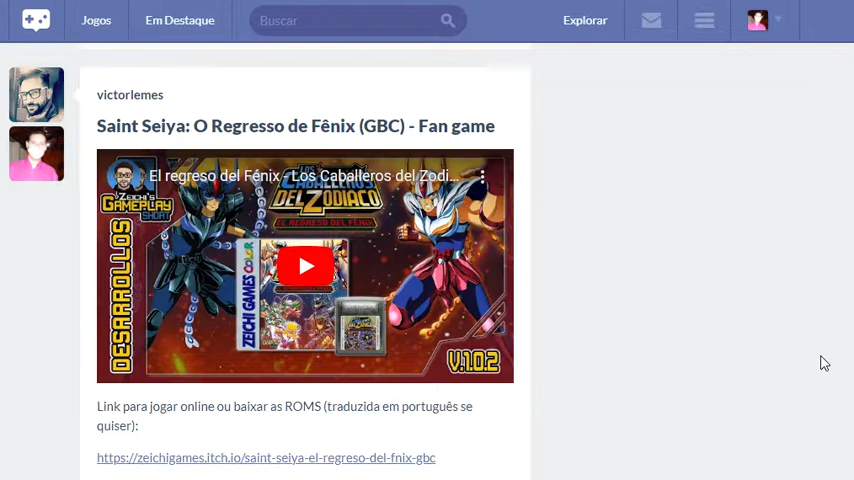 Jogos
Em Destaque
Buscar
Explorar
victorlemes
Saint Seiya: O Regresso de Fênix (GBC) - Fan game
El regreso del Fénix - Los Caballeros del Zodi...
LOS CABALLEROS
DEL ZODIACO
EL REGRESO DEL FÉNIX
ZEICHI'S
GAMEPLAY
SHORT
DESARROLLOS
ZEICHI GAMES COLOR
V.1.0.2
Link para jogar online ou baixar as ROMS (traduzida em português se
quiser):
https://zeichigames.itch.io/saint-seiya-el-regreso-del-fnix-gbc